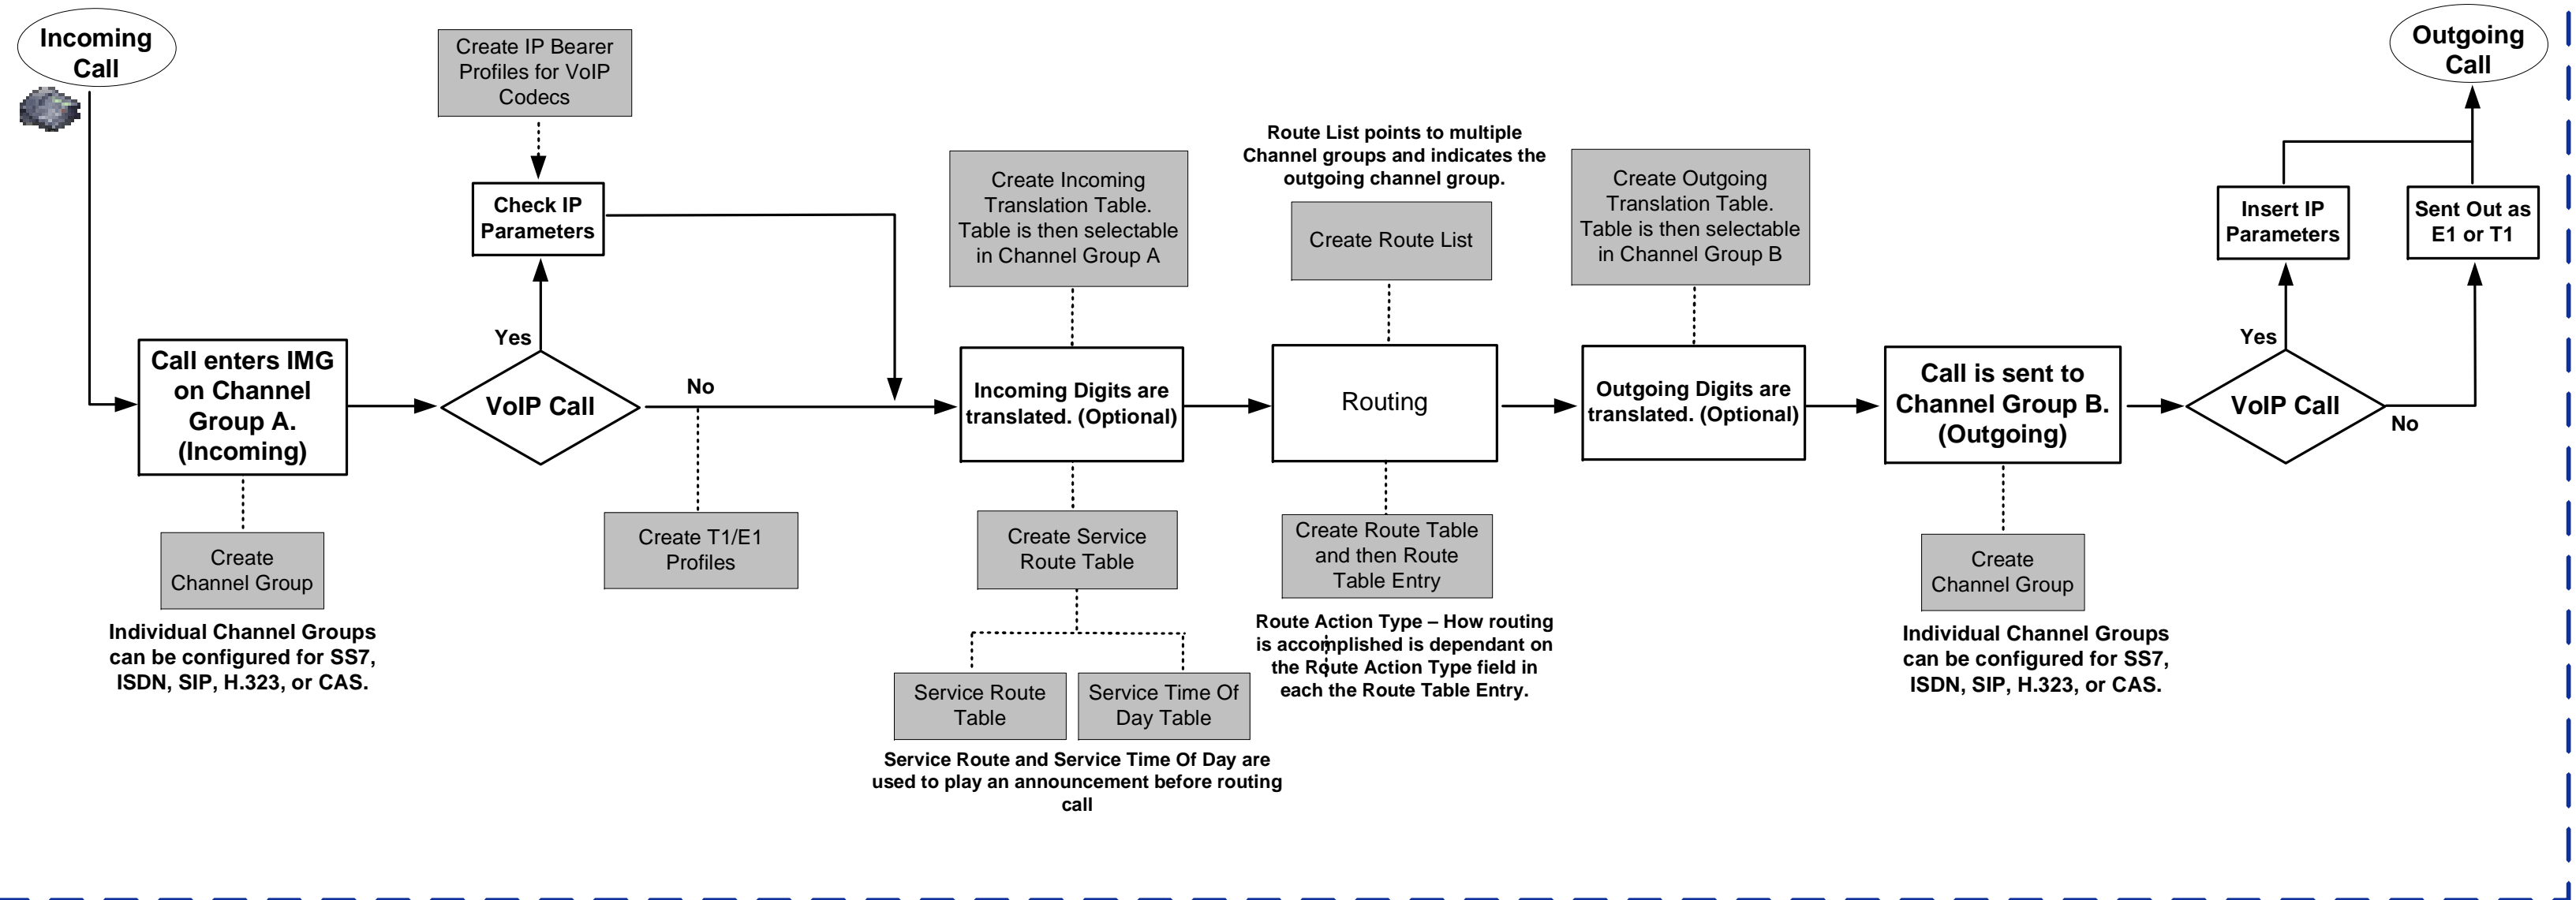 Incoming
Call
Create IP Bearer
Profiles for VoIP
Codecs
Check IP
Parameters
Yes
Call enters IMG
on Channel
Group A.
(Incoming)
VoIP Call
No
Create
Channel Group
Individual Channel Groups
can be configured for SS7,
ISDN, SIP, H.323, or CAS.
Create T1/E1
Profiles
Create Incoming
Translation Table.
Table is then selectable
in Channel Group A
Incoming Digits are
translated. (Optional)
Create Service
Route Table
Service Route
Table
Service Time Of
Day Table
Service Route and Service Time Of Day are
used to play an announcement before routing
call
Route List points to multiple
Channel groups and indicates the
outgoing channel group.
Create Route List
Routing
Create Route Table
and then Route
Table Entry
Route Action Type – How routing
is accomplished is dependant on
the Route Action Type field in
each the Route Table Entry.
Create Outgoing
Translation Table.
Table is then selectable
in Channel Group B
Outgoing Digits are
translated. (Optional)
Call is sent to
Channel Group B.
(Outgoing)
Create
Channel Group
Individual Channel Groups
can be configured for SS7,
ISDN, SIP, H.323, or CAS.
VoIP Call
Yes
No
Insert IP
Parameters
Sent Out as
E1 or T1
Outgoing
Call